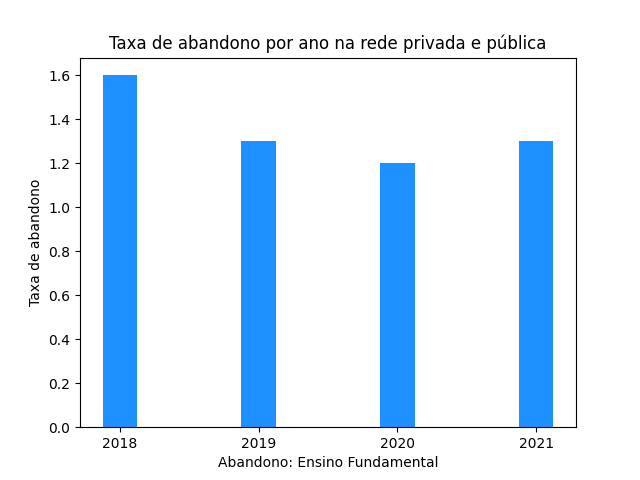 Taxa de abandono por ano na rede privada e pública
1.6
1.4
1.2
1.0
0.8
0.6
0.4
0.2
0.0
Taxa de abandono
2018 2019 2020 2021
Abandono: Ensino Fundamental